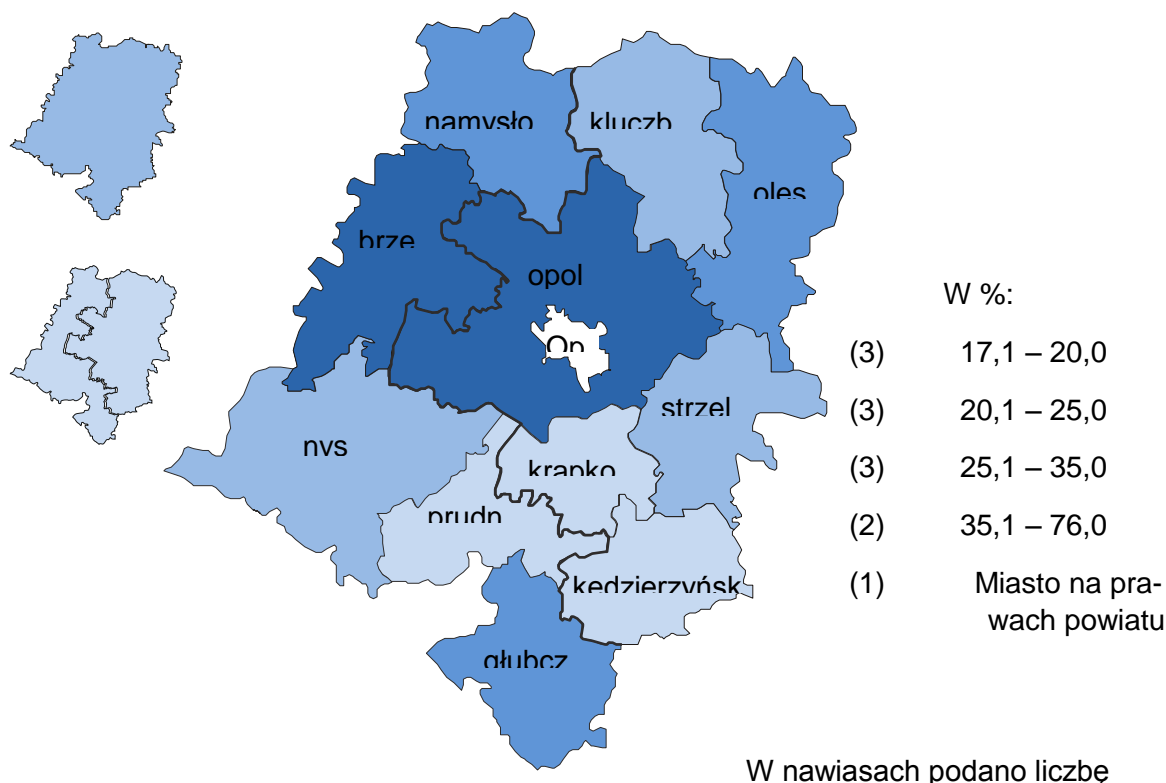 namysło
kluczb
oles
brze
opol
Op
strzel
nys
krapko
prudn
kędzierzyńsk
głubcz
W %:
(3) 17,1 – 20,0
(3) 20,1 – 25,0
(3) 25,1 – 35,0
(2) 35,1 – 76,0
(1) Miasto na pra-
wach powiatu
W nawiasach podano liczbę